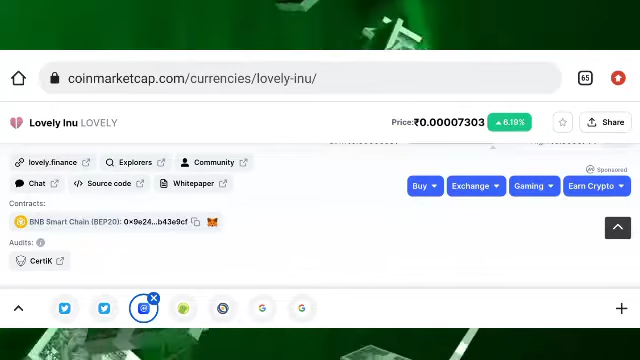 coinmarketcap.com/currencies/lovely-inu/
65
Lovely Inu LOVELY
Price:₹0.00007303
6.19%
Share
lovely.finance
Explorers
Community
Sponsored
Chat
Source code
Whitepaper
Buy
Exchange
Gaming
Earn Crypto
Contracts:
BNB Smart Chain (BEP20): 0x9e24...b43e9cf
Audits:
CertiK